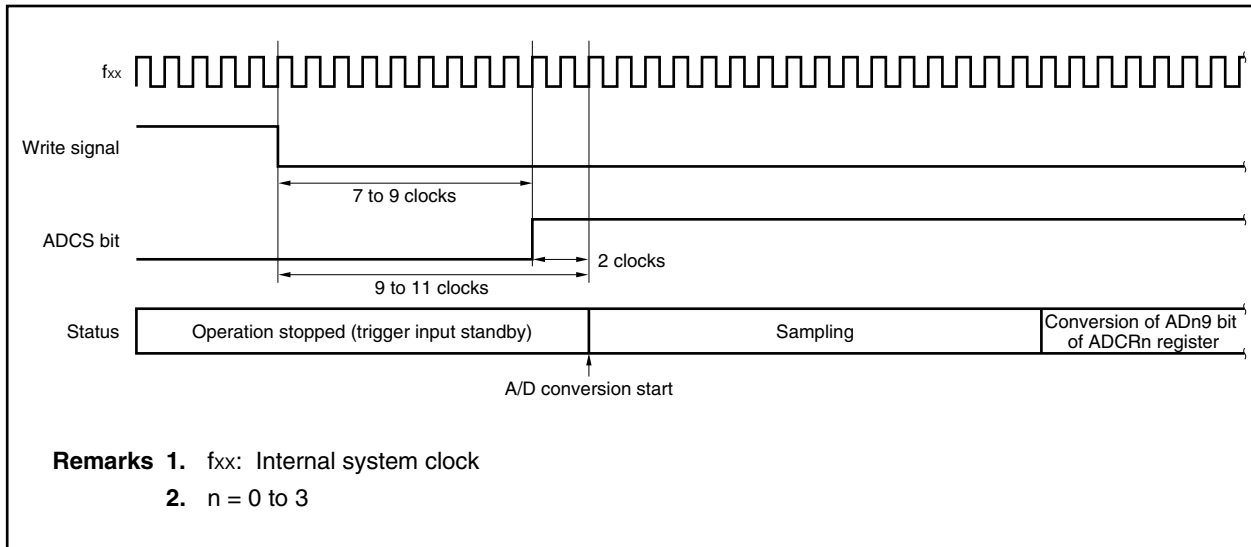 fxx
Write signal
7 to 9 clocks
ADCS bit
2 clocks
9 to 11 clocks
Status
Operation stopped (trigger input standby)
Sampling
Conversion of ADn9 bit
of ADCRn register
A/D conversion start
Remarks 1. fxx: Internal system clock
2. n = 0 to 3